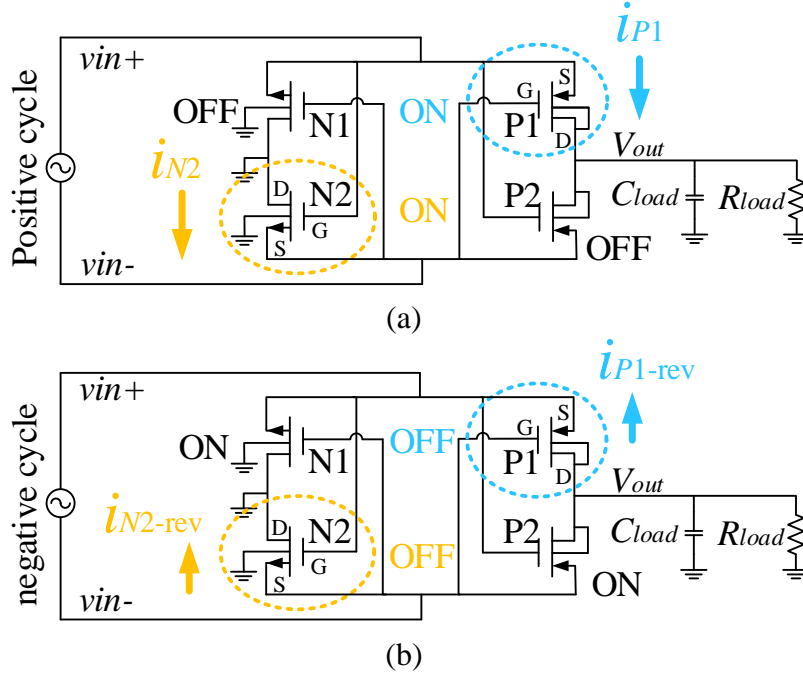 Positive cycle
vin+
iP1
S
G
OFF
N1
ON
P1
D
Vout
iN2
D
N2
ON
P2
Cload
Rload
S
G
OFF
vin-
(a)
negative cycle
vin+
iP1-rev
S
G
ON
N1
OFF
P1
D
Vout
iN2-rev
D
N2
OFF
P2
Cload
Rload
S
G
ON
vin-
(b)